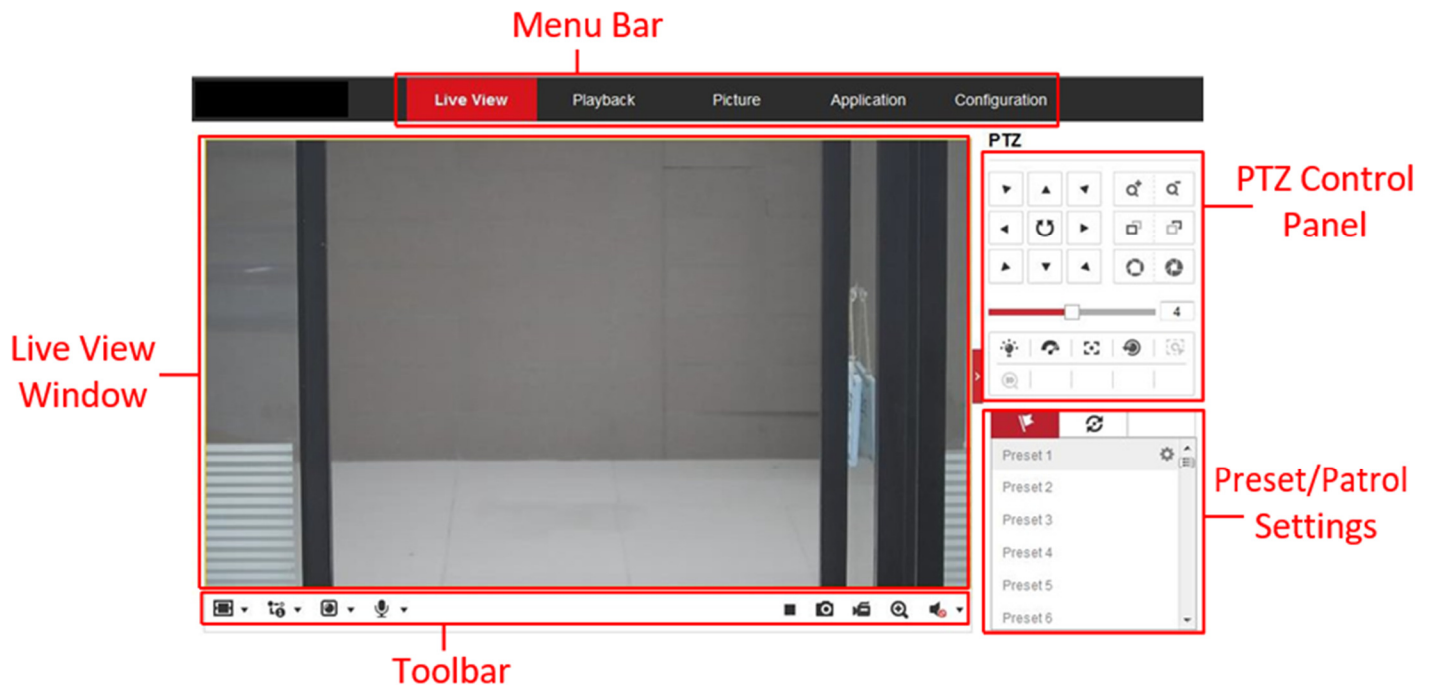 Menu Bar
Live View Playback Picture Application Configuration
PTZ
PTZ Control
Panel
4
Live View
Window
Preset 1
Preset 2
Preset 3
Preset 4
Preset 5
Preset 6
Preset/Patrol
Settings
Toolbar